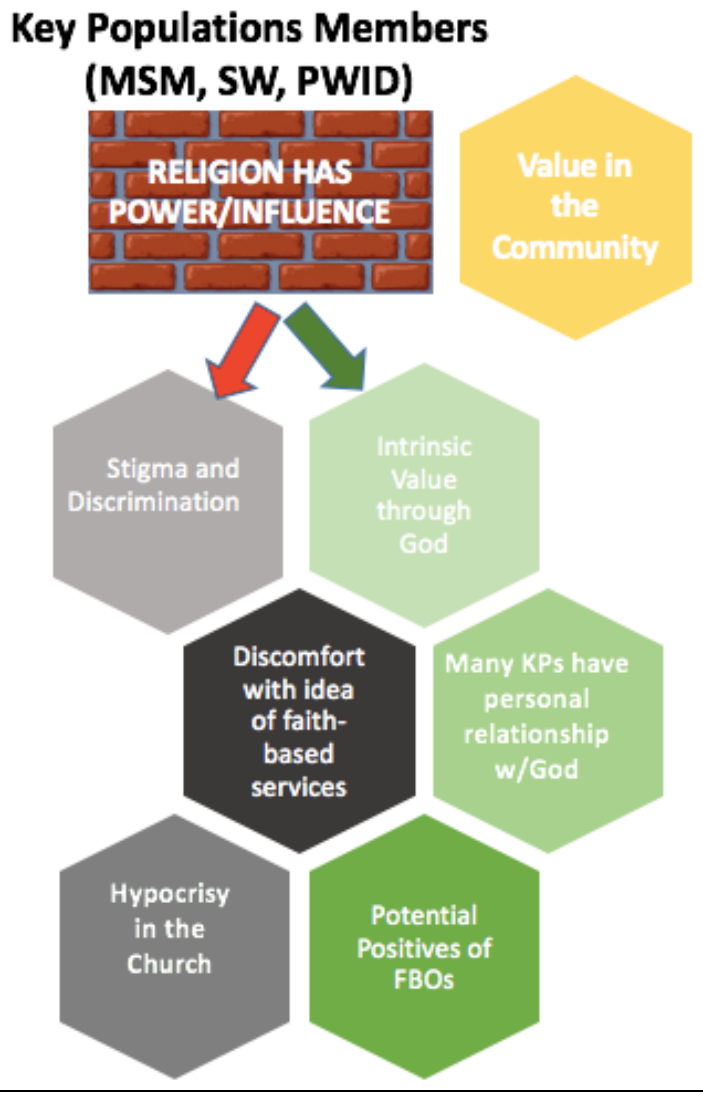 Key Populations Members
(MSM, SW, PWID)
RELIGION HAS
POWER/INFLUENCE
Value in
the
Community
Stigma and
Discrimination
Intrinsic
Value
through
God
Discomfort
with idea
of faith-
based
services
Many KPs have
personal
relationship
w/God
Hypocrisy
in the
Church
Potential
Positives of
FBOs